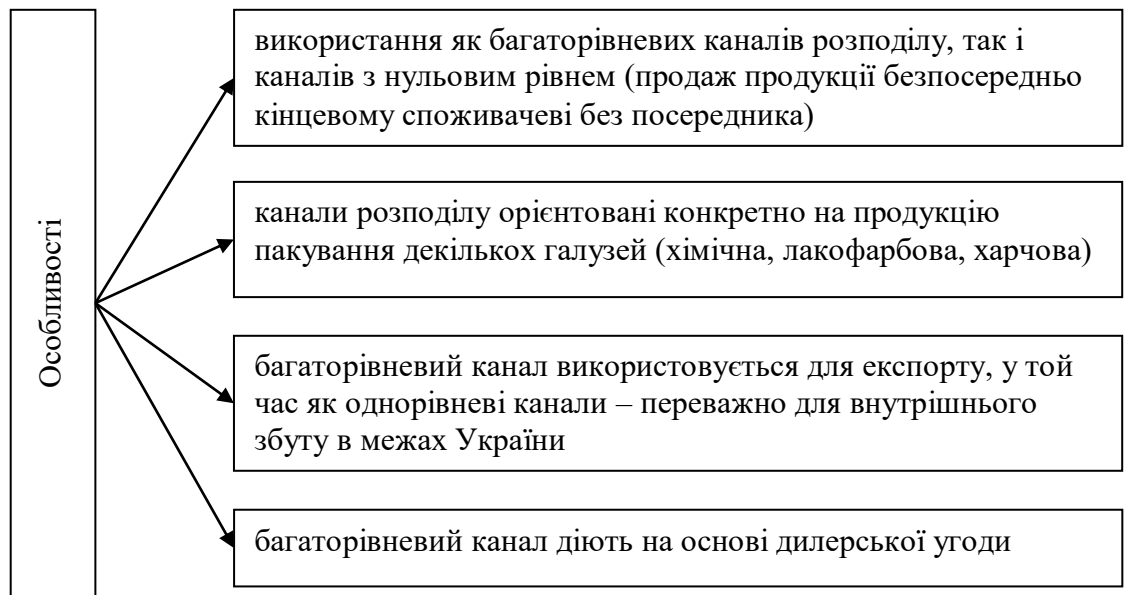 Особливості
використання як багаторівневих каналів розподілу, так і
каналів з нульовим рівнем (продаж продукції безпосередньо
кінцевому споживачеві без посередника)
канали розподілу орієнтовані конкретно на продукцію
пакування декількох галузей (хімічна, лакофарбова, харчова)
багаторівневий канал використовується для експорту, у той
час як однорівневі канали – переважно для внутрішнього
збуту в межах України
багаторівневий канал діють на основі дилерської угоди